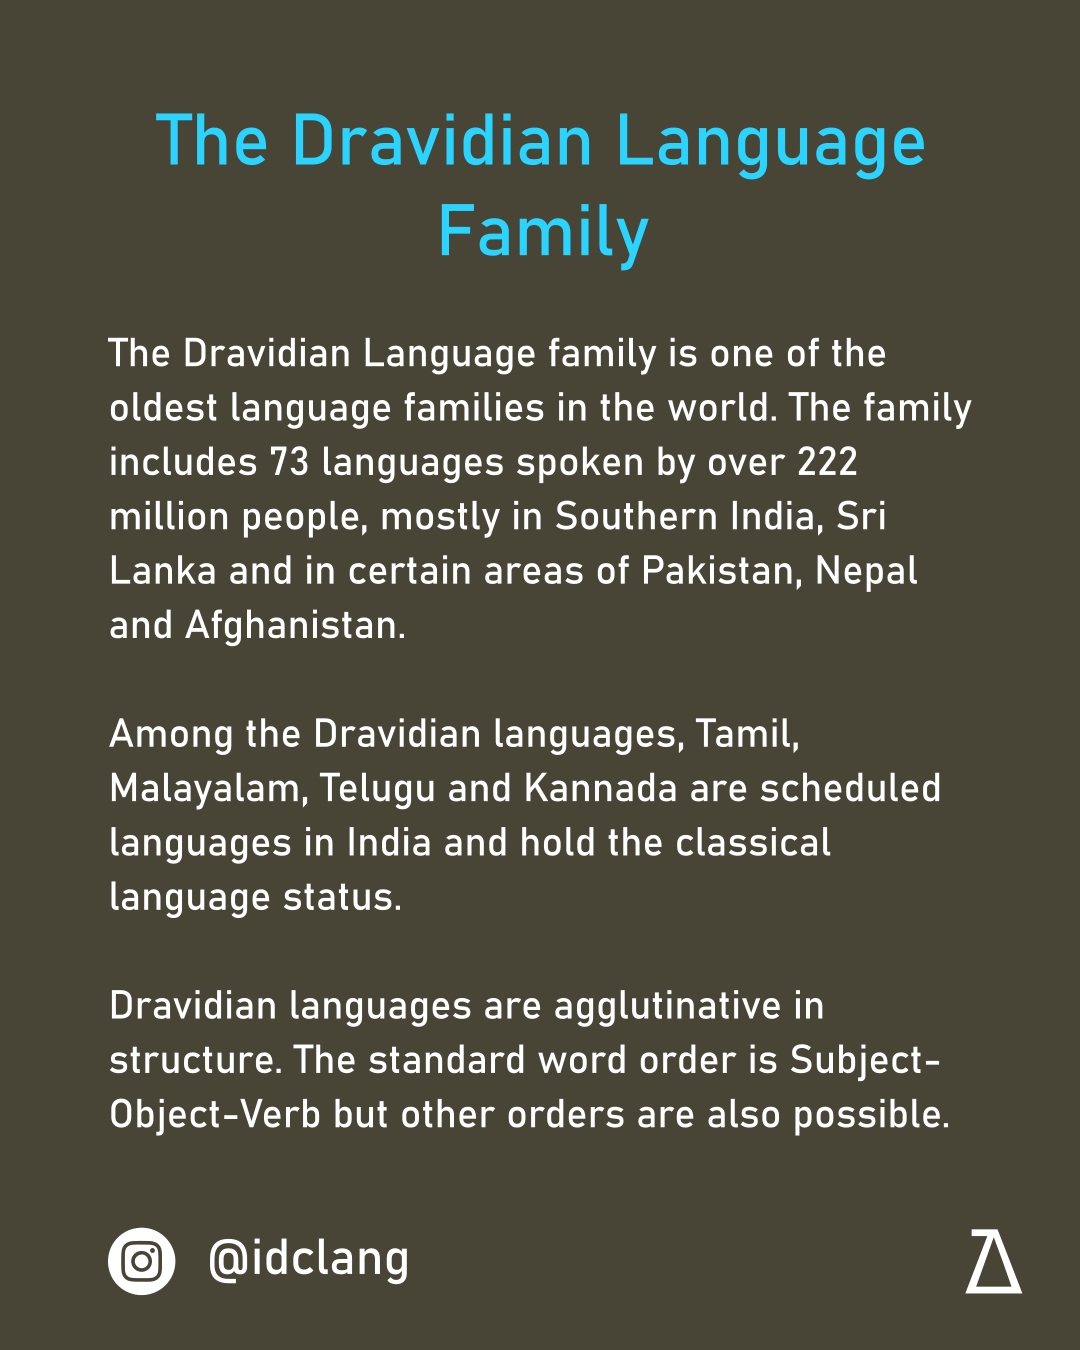 The Dravidian Language
Family
The Dravidian Language family is one of the
oldest language families in the world. The family
includes 73 languages spoken by over 222
million people, mostly in Southern India, Sri
Lanka and in certain areas of Pakistan, Nepal
and Afghanistan.
Among the Dravidian languages, Tamil,
Malayalam, Telugu and Kannada are scheduled
languages in India and hold the classical
language status.
Dravidian languages are agglutinative in
structure. The standard word order is Subject-
Object-Verb but other orders are also possible.
@idclang